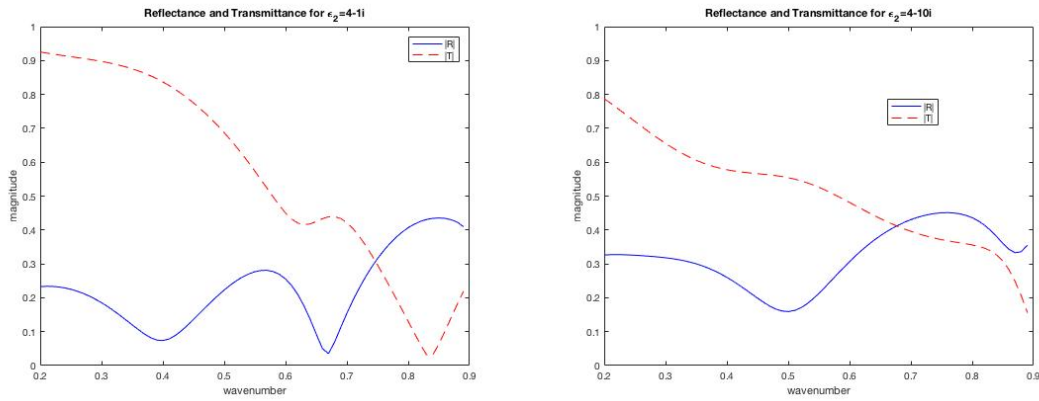 Reflectance and Transmittance for ϵ₂=4-1i
1
0.9
0.8
0.7
0.6
0.5
0.4
0.3
0.2
0.1
0
magnitude
|R|
|T|
0.2 0.3 0.4 0.5 0.6 0.7 0.8 0.9
wavenumber
Reflectance and Transmittance for ϵ₂=4-10i
1
0.9
0.8
0.7
0.6
0.5
0.4
0.3
0.2
0.1
0
magnitude
|R|
|T|
0.2 0.3 0.4 0.5 0.6 0.7 0.8 0.9
wavenumber